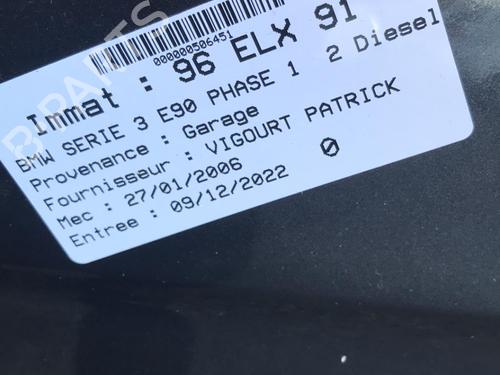 000000506451
Immat : 96 ELX 91
BMW SERIE 3 E90 PHASE 1 2 Diesel
Provenance : Garage
Fournisseur : VIGOURT PATRICK
Mec : 27/01/2006
0
Entree : 09/12/2022
B PARTS